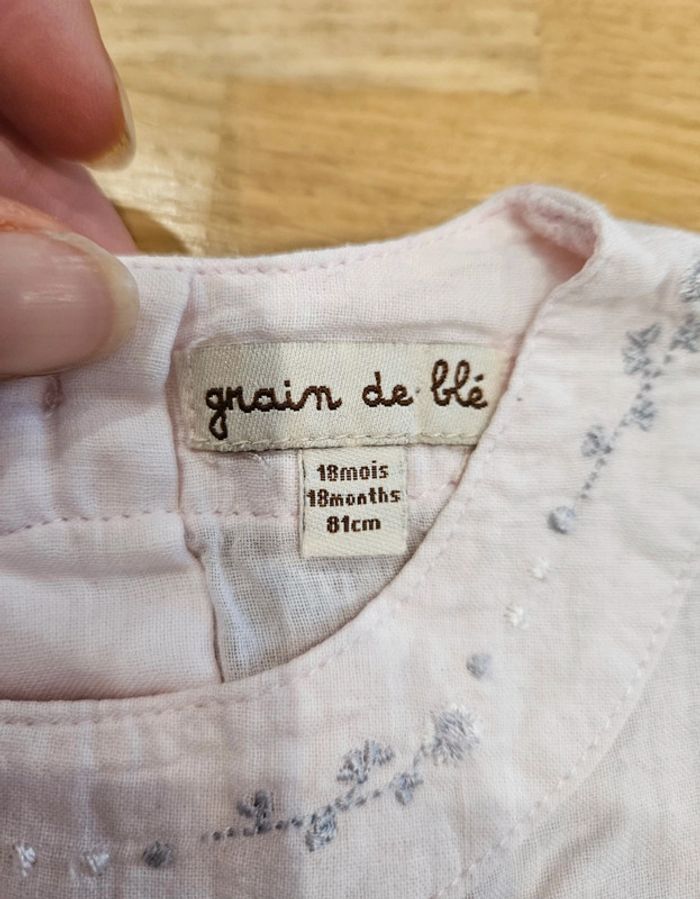 grain de blé
18mois
18months
81cm